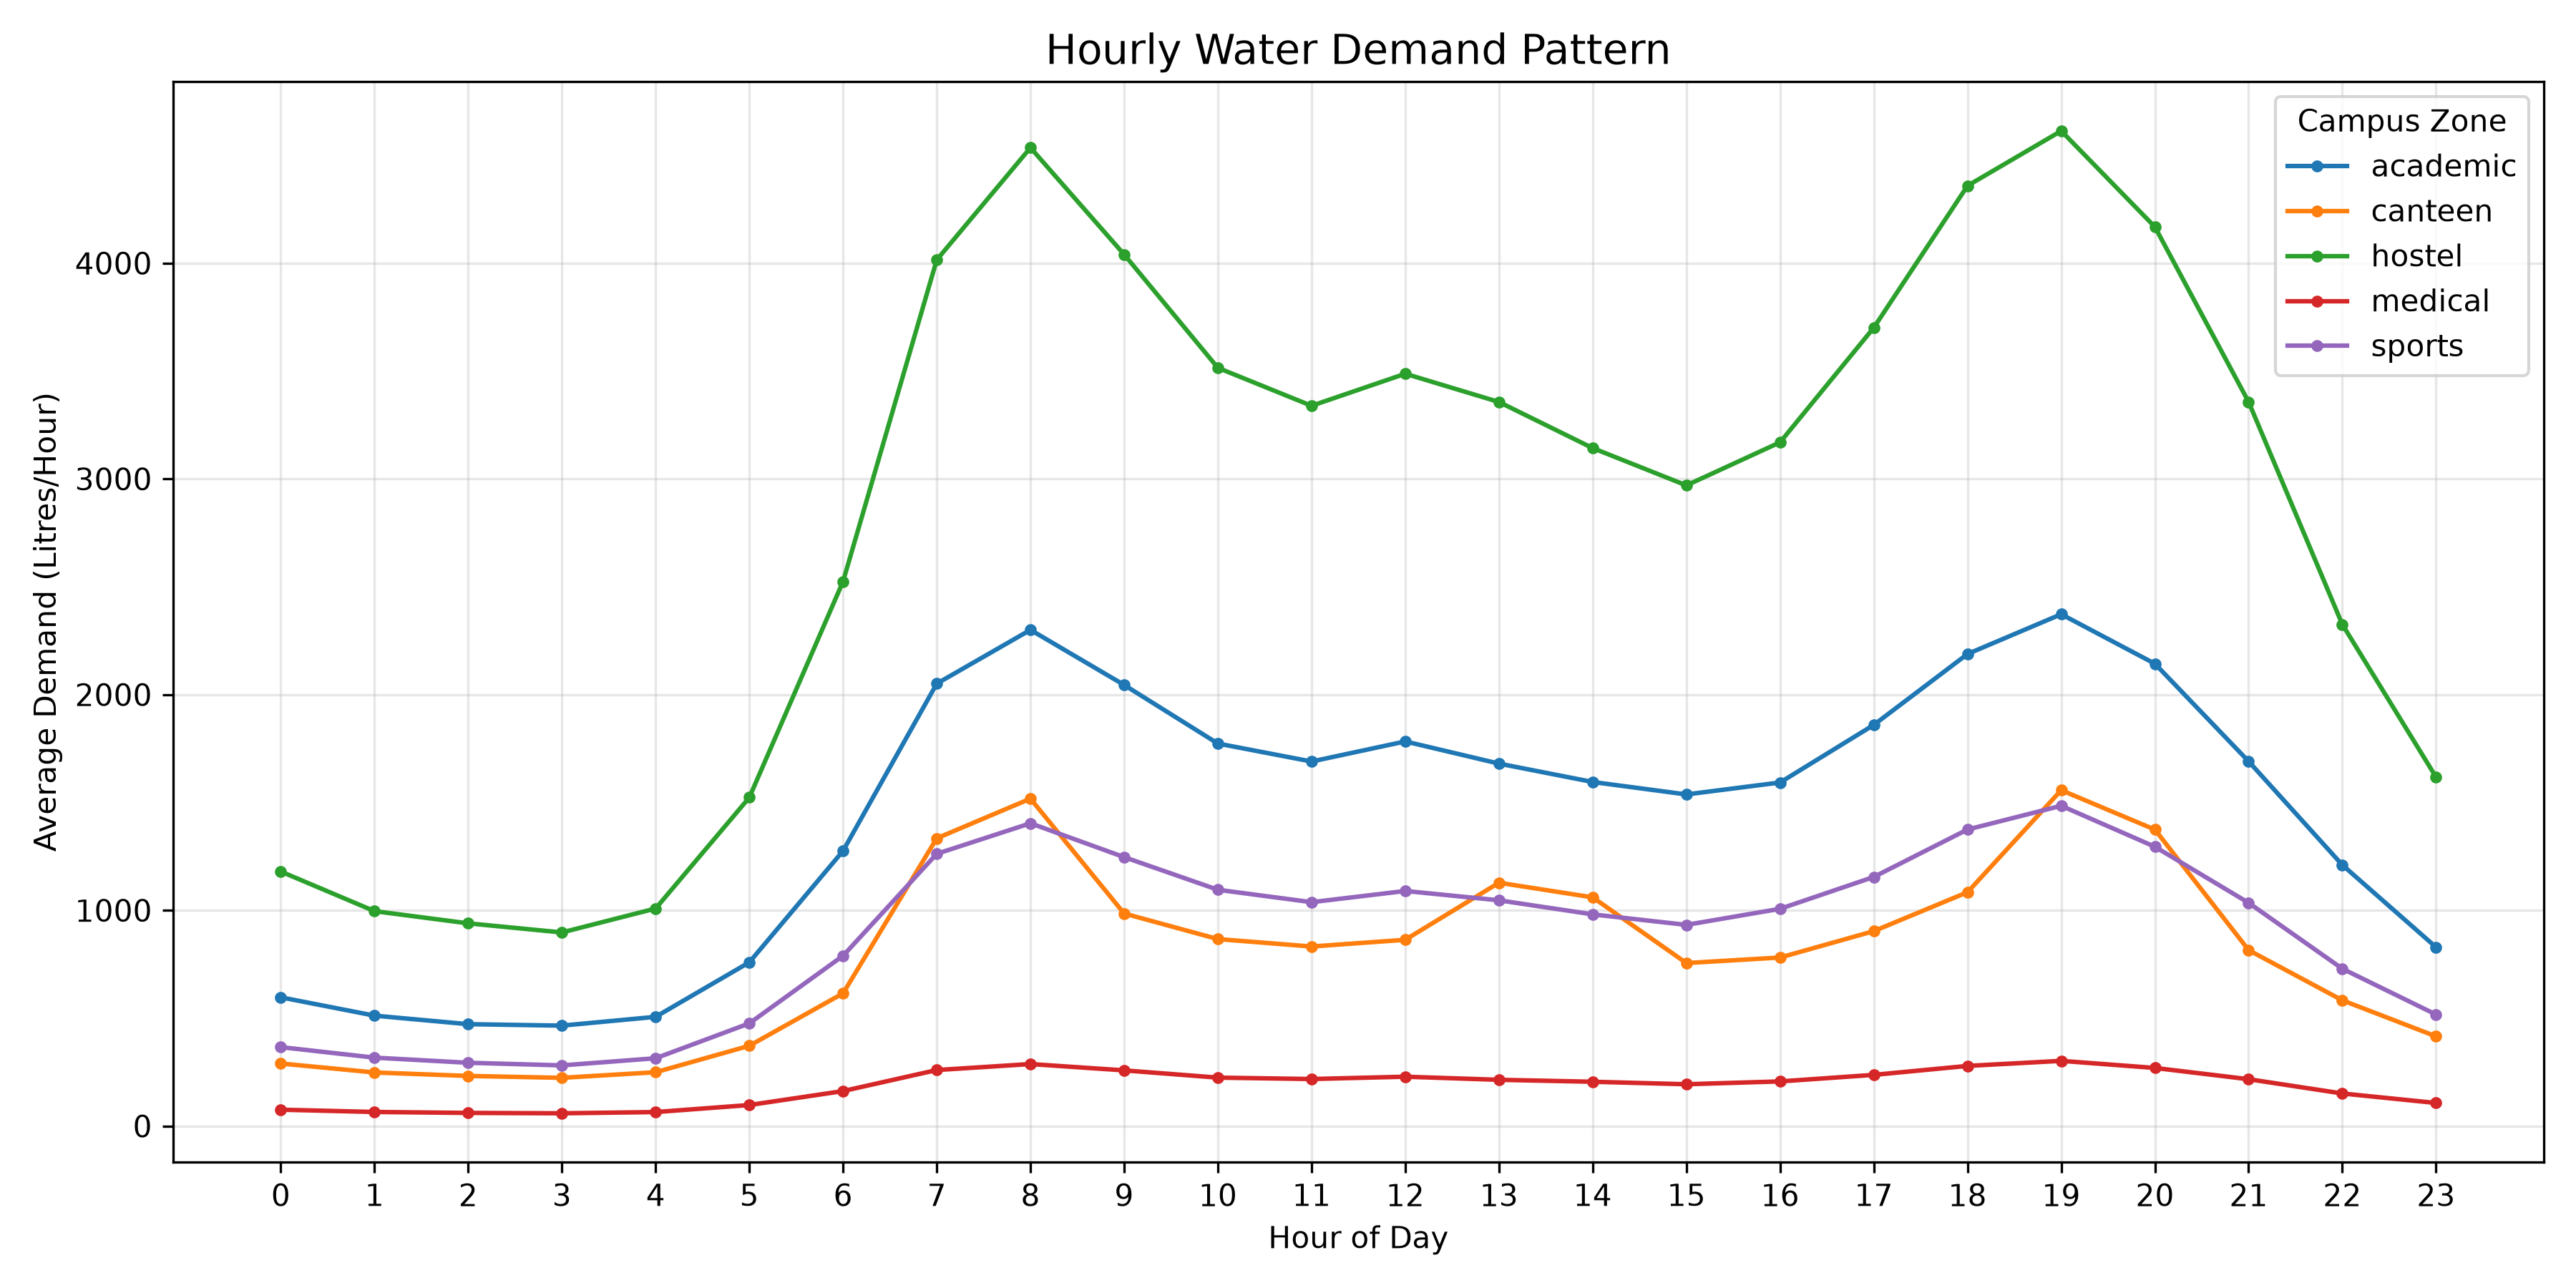 Hourly Water Demand Pattern
Campus Zone
academic
canteen
hostel
medical
sports
Average Demand (Litres/Hour)
4000
3000
2000
1000
0
0 1 2 3 4 5 6 7 8 9 10 11 12 13 14 15 16 17 18 19 20 21 22 23
Hour of Day